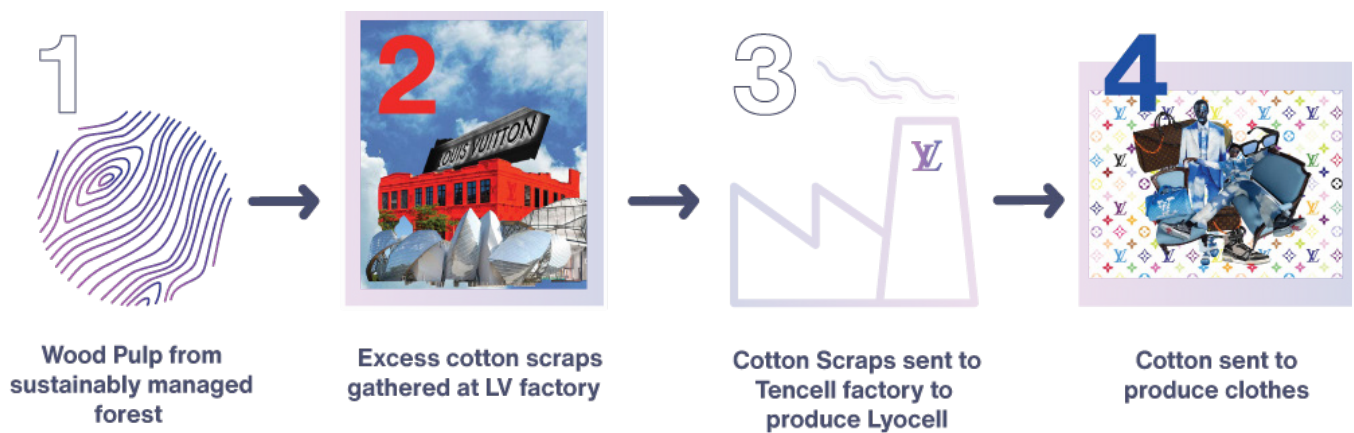 1
2
LOUIS VUITTON
3
LV
4
Wood Pulp from
sustainably managed
forest
Excess cotton scraps
gathered at LV factory
Cotton Scraps sent to
Tencell factory to
produce Lyocell
Cotton sent to
produce clothes